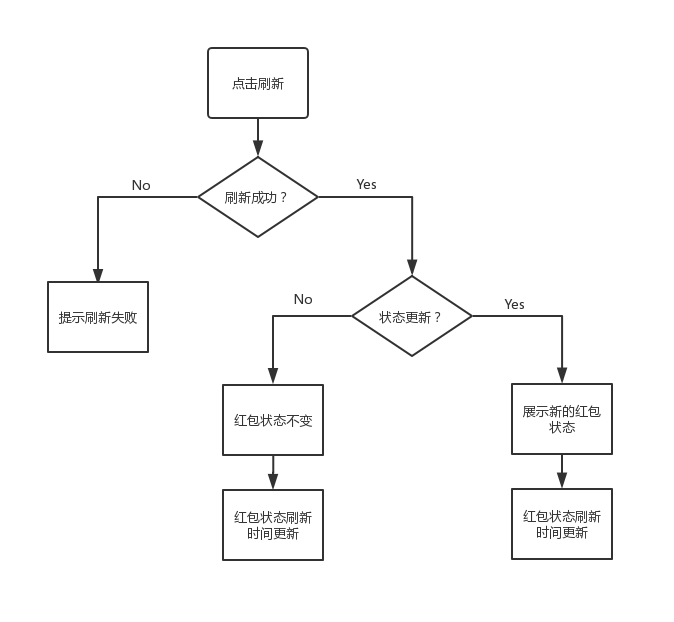 点击刷新
刷新成功？
No
Yes
提示刷新失败
状态更新？
No
Yes
红包状态不变
展示新的红包
状态
红包状态刷新
时间更新
红包状态刷新
时间更新